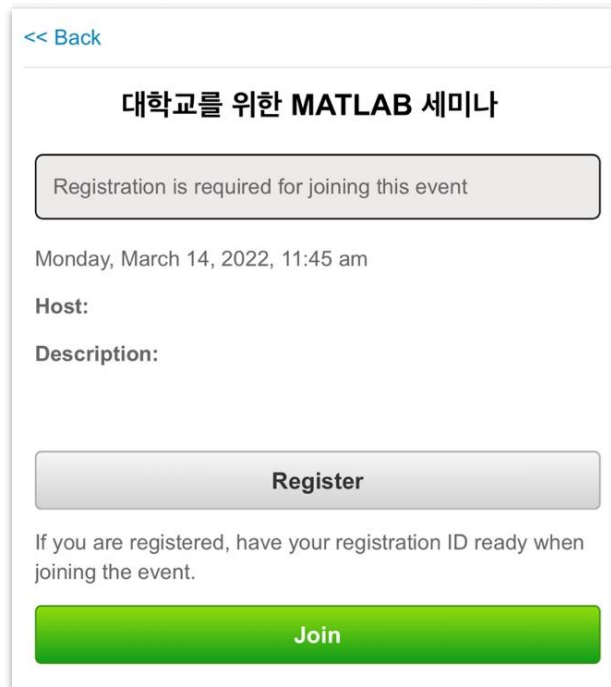 << Back
대학교를 위한 MATLAB 세미나
Registration is required for joining this event
Monday, March 14, 2022, 11:45 am
Host:
Description:
Register
If you are registered, have your registration ID ready when
joining the event.
Join